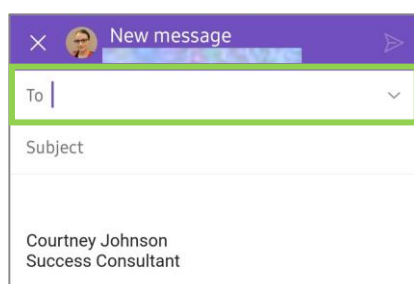 New message
To
Subject
Courtney Johnson
Success Consultant